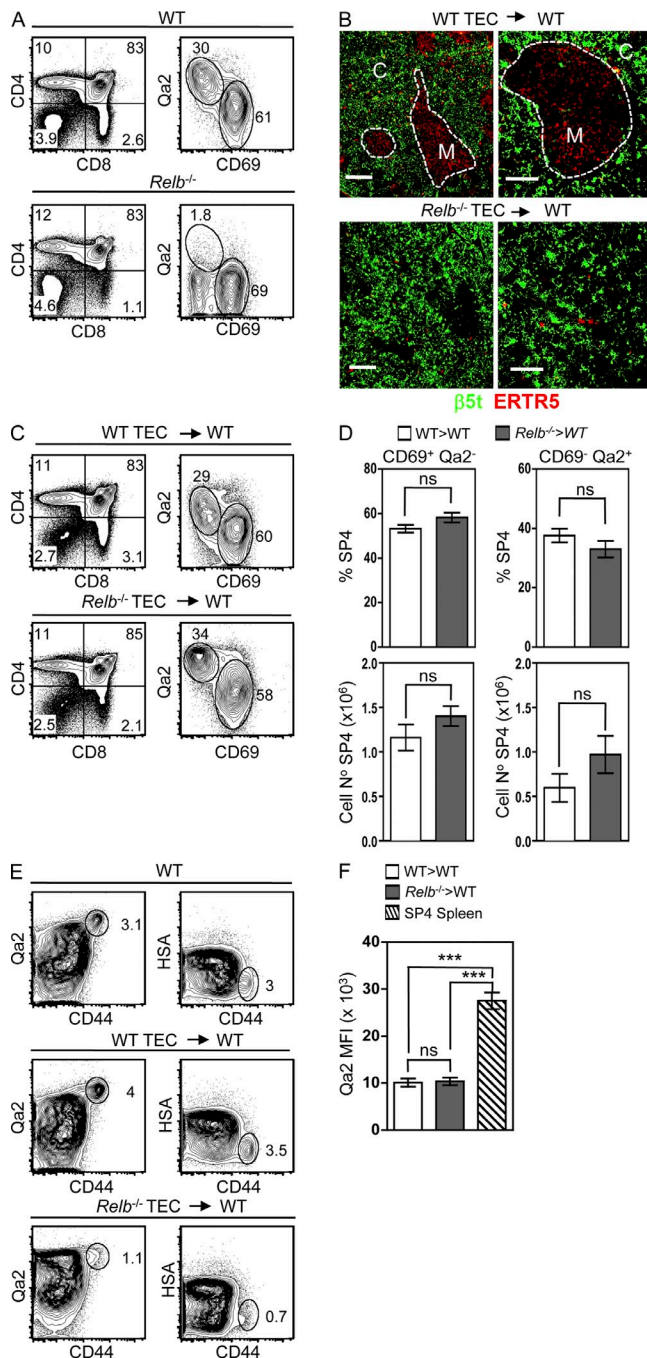 A
WT
10
83
30
CD4
Qa2
3.9
2.6
61
CD8
CD69
Relb-/-
12
83
1.8
CD4
Qa2
4.6
1.1
69
CD8
CD69
B
WT TEC → WT
C
C
M
M
Relb-/- TEC → WT
β5t ERTR5
C
WT TEC → WT
11
83
29
CD4
Qa2
2.7
3.1
60
CD8
CD69
Relb-/- TEC → WT
11
85
34
CD4
Qa2
2.5
2.1
58
CD8
CD69
D
WT>WT
Relb-/->WT
CD69+ Qa2-
CD69- Qa2+
80
60
40
20
0
% SP4
ns
60
40
20
0
% SP4
ns
2.0
1.5
1.0
0.5
0.0
Cell Nº SP4 (x10⁶)
ns
2.0
1.5
1.0
0.5
0.0
Cell Nº SP4 (x10⁶)
ns
E
WT
Qa2
3.1
HSA
3
CD44
CD44
WT TEC → WT
Qa2
4
HSA
3.5
CD44
CD44
Relb-/- TEC → WT
Qa2
1.1
HSA
0.7
CD44
CD44
F
WT>WT
Relb-/->WT
SP4 Spleen
40
30
20
10
0
Qa2 MFI (x 10³)
***
***
ns